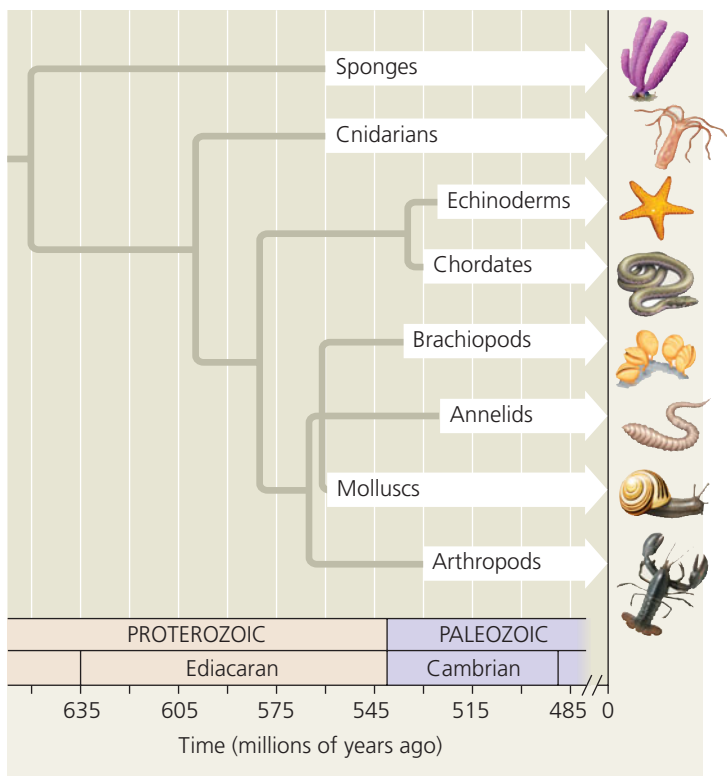 Sponges
Cnidarians
Echinoderms
Chordates
Brachiopods
Annelids
Molluscs
Arthropods
PROTEROZOIC PALEOZOIC
Ediacaran Cambrian
635 605 575 545 515 485 0
Time (millions of years ago)